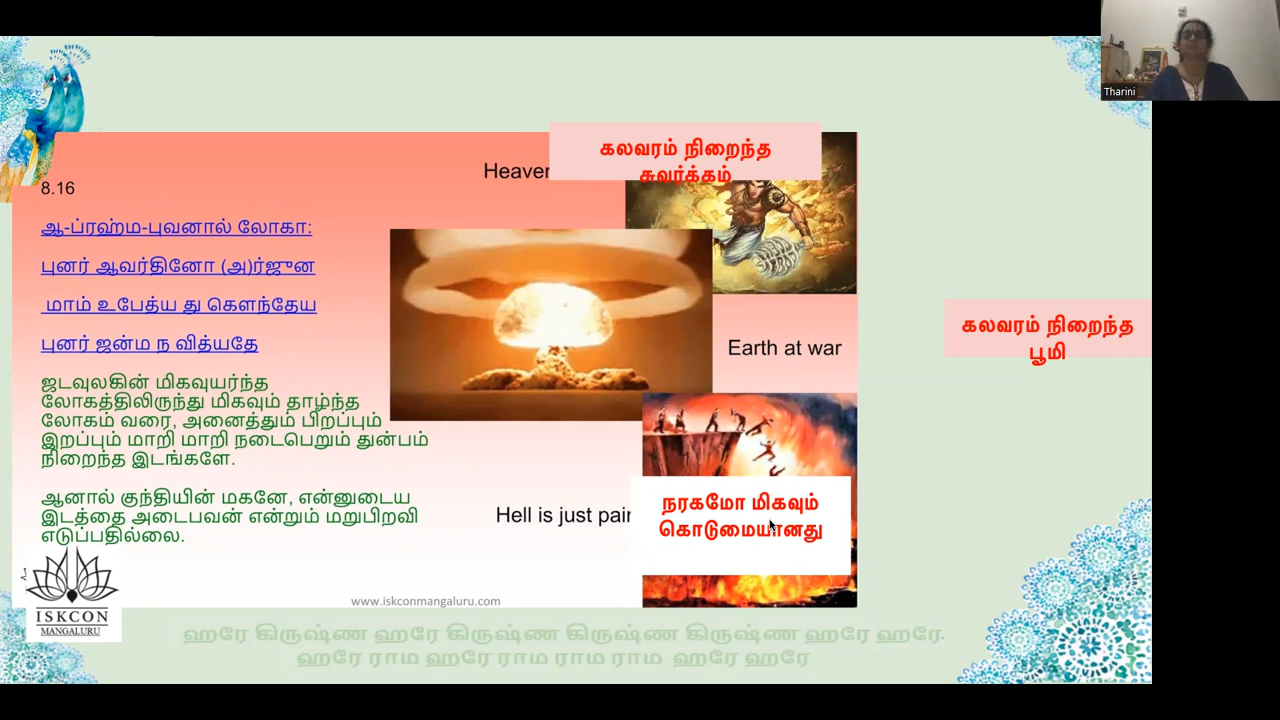 Tharini
கலவரம் நிறைந்த
சுவர்க்கம்
Heaven
8.16
ஆ-ப்ரஹ்ம-புவனால் லோகா:
புனர் ஆவர்தினோ (அ)ர்ஜுன
மாம் உபேத்ய து கௌந்தேய
புனர் ஜன்ம ந வித்யதே
கலவரம் நிறைந்த
பூமி
Earth at war
ஜடவுலகின் மிகவுயர்ந்த
லோகத்திலிருந்து மிகவும் தாழ்ந்த
லோகம் வரை, அனைத்தும் பிறப்பும்
இறப்பும் மாறி மாறி நடைபெறும் துன்பம்
நிறைந்த இடங்களே.
ஆனால் குந்தியின் மகனே, என்னுடைய
இடத்தை அடைபவன் என்றும் மறுபிறவி
எடுப்பதில்லை.
Hell is just pain
நரகமோ மிகவும்
கொடுமையானது
ISKCON
MANGALURU
www.iskconmangaluru.com
ஹரே கிருஷ்ண ஹரே கிருஷ்ண கிருஷ்ண கிருஷ்ண ஹரே ஹரே
ஹரே ராம ஹரே ராம ராம ராம ஹரே ஹரே